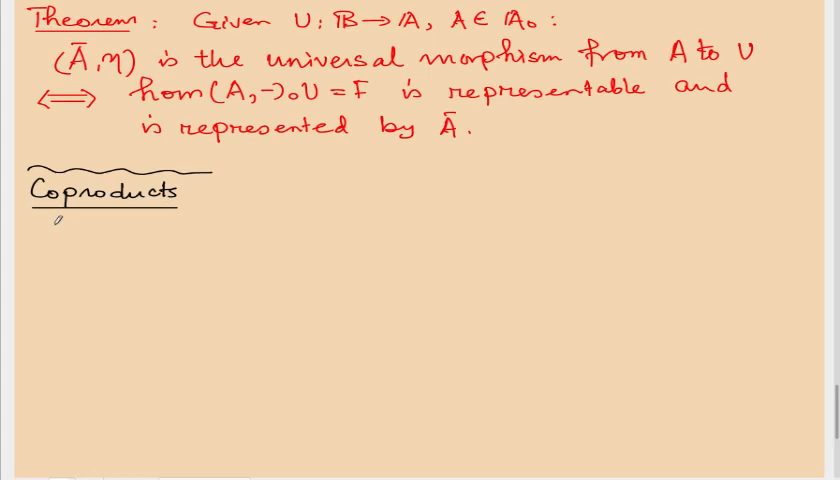 Theorem : Given U : 𝔹 → 𝔸, A ∈ 𝔸₀ :
(Ā, η) is the universal morphism from A to U
⟺ hom(A, -) ∘ U = F is representable and
is represented by Ā.
Coproducts